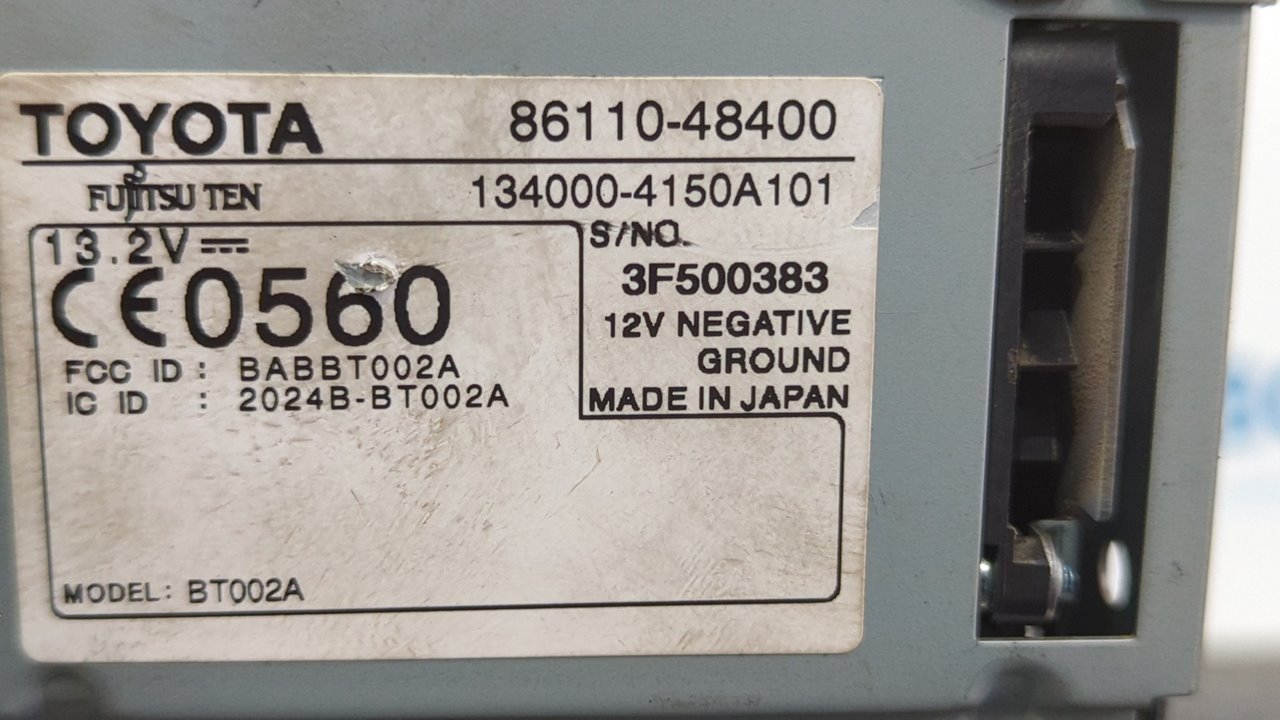 TOYOTA 86110-48400
FUJITSU TEN 134000-4150A101
13.2V
S/NO.
CE0560
3F500383
12V NEGATIVE
GROUND
MADE IN JAPAN
FCC ID : BABBT002A
IC ID : 2024B-BT002A
MODEL: BT002A